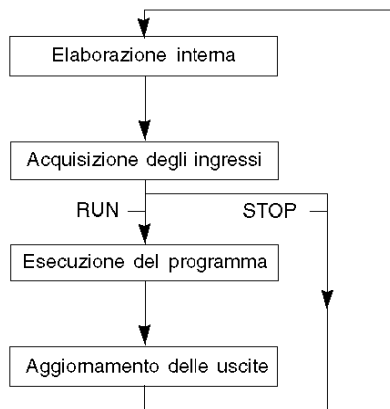 Elaborazione interna
Acquisizione degli ingressi
RUN
STOP
Esecuzione del programma
Aggiornamento delle uscite